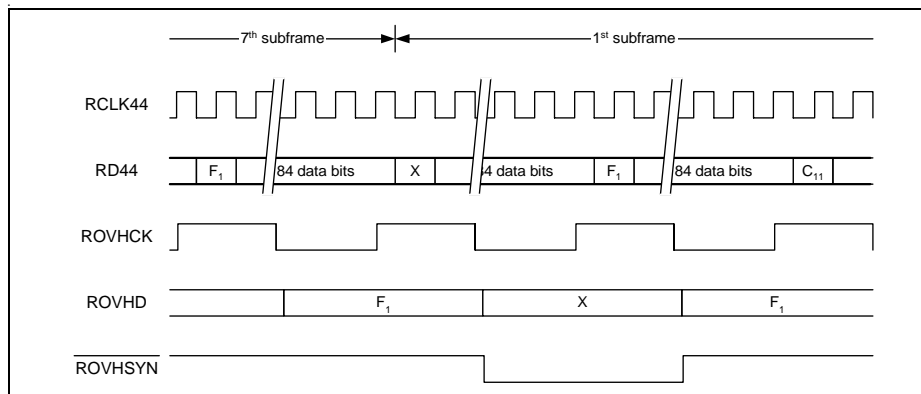 7th subframe 1st subframe
RCLK44
RD44 F1 84 data bits X 84 data bits F1 84 data bits C11
ROVHCK
ROVHD F1 X F1
ROVHSYN